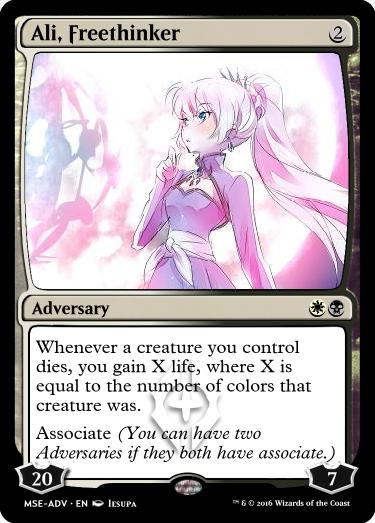 Ali, Freethinker 2
Adversary
Whenever a creature you control
dies, you gain X life, where X is
equal to the number of colors that
creature was.
Associate (You can have two
Adversaries if they both have associate.)
20 7
MSE-ADV · EN Iesupa
™ & © 2016 Wizards of the Coast